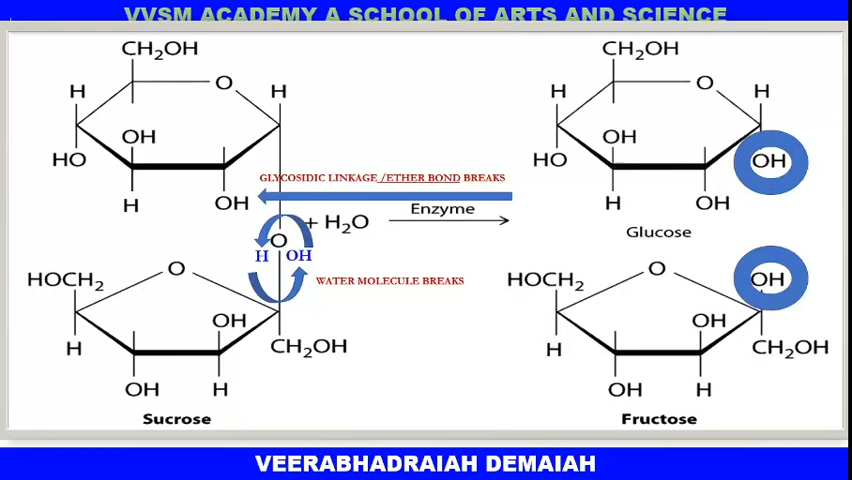 VVSM ACADEMY A SCHOOL OF ARTS AND SCIENCE
CH2OH
O
H
H
OH
HO
H
OH
CH2OH
O
H
H
OH
HO
OH
H
OH
Glucose
GLYCOSIDIC LINKAGE /ETHER BOND BREAKS
+ H2O
Enzyme
O
H OH
WATER MOLECULE BREAKS
HOCH2
O
OH
H
CH2OH
OH
H
Sucrose
HOCH2
O
OH
OH
H
CH2OH
OH
H
Fructose
VEERABHADRAIAH DEMAIAH